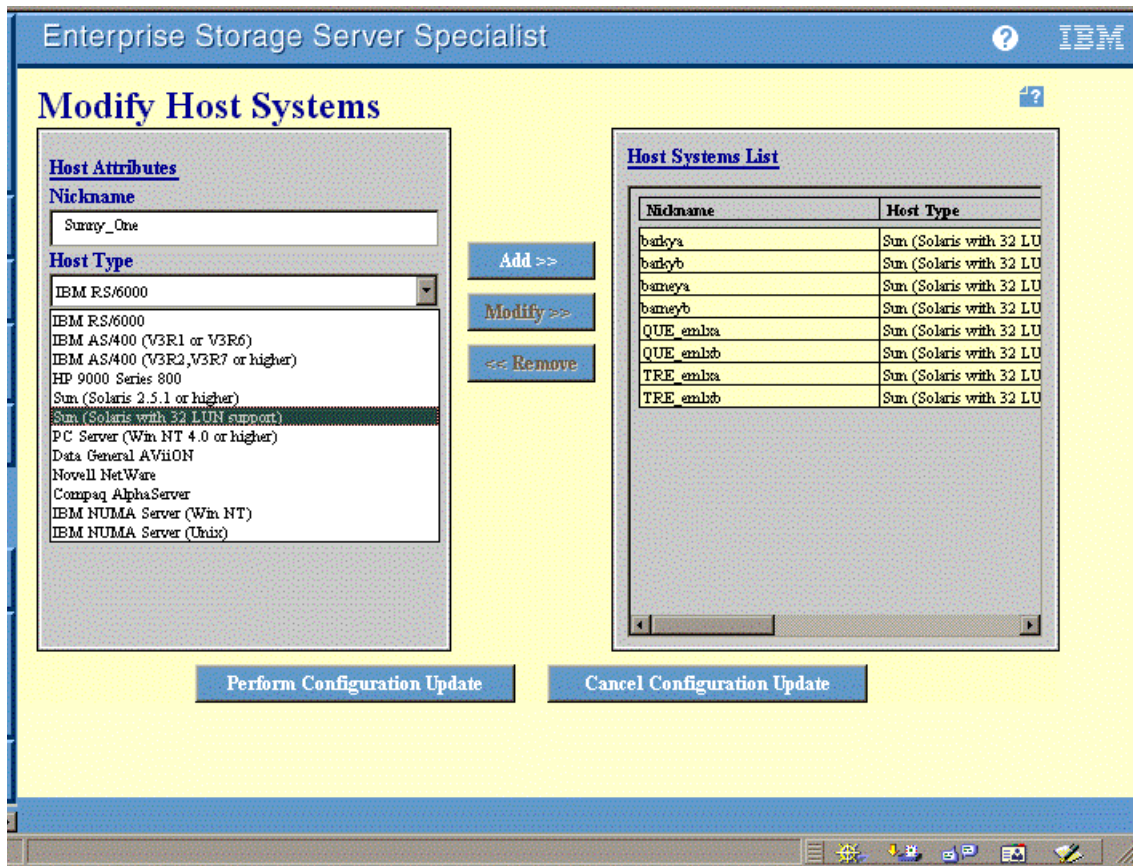 Enterprise Storage Server Specialist
? IBM
Modify Host Systems
?
Host Attributes
Nickname
Sunny_One
Host Type
IBM RS/6000
IBM RS/6000
IBM AS/400 (V3R1 or V3R6)
IBM AS/400 (V3R2,V3R7 or higher)
HP 9000 Series 800
Sun (Solaris 2.5.1 or higher)
Sun (Solaris with 32 LUN support)
PC Server (Win NT 4.0 or higher)
Data General AViiON
Novell NetWare
Compaq AlphaServer
IBM NUMA Server (Win NT)
IBM NUMA Server (Unix)
Add >>
Modify >>
<< Remove
Host Systems List
Nickname Host Type
barkya Sun (Solaris with 32 LU
barkyb Sun (Solaris with 32 LU
barneya Sun (Solaris with 32 LU
barneyb Sun (Solaris with 32 LU
QUE_emlxa Sun (Solaris with 32 LU
QUE_emlxb Sun (Solaris with 32 LU
TRE_emlxa Sun (Solaris with 32 LU
TRE_emlxb Sun (Solaris with 32 LU
Perform Configuration Update
Cancel Configuration Update